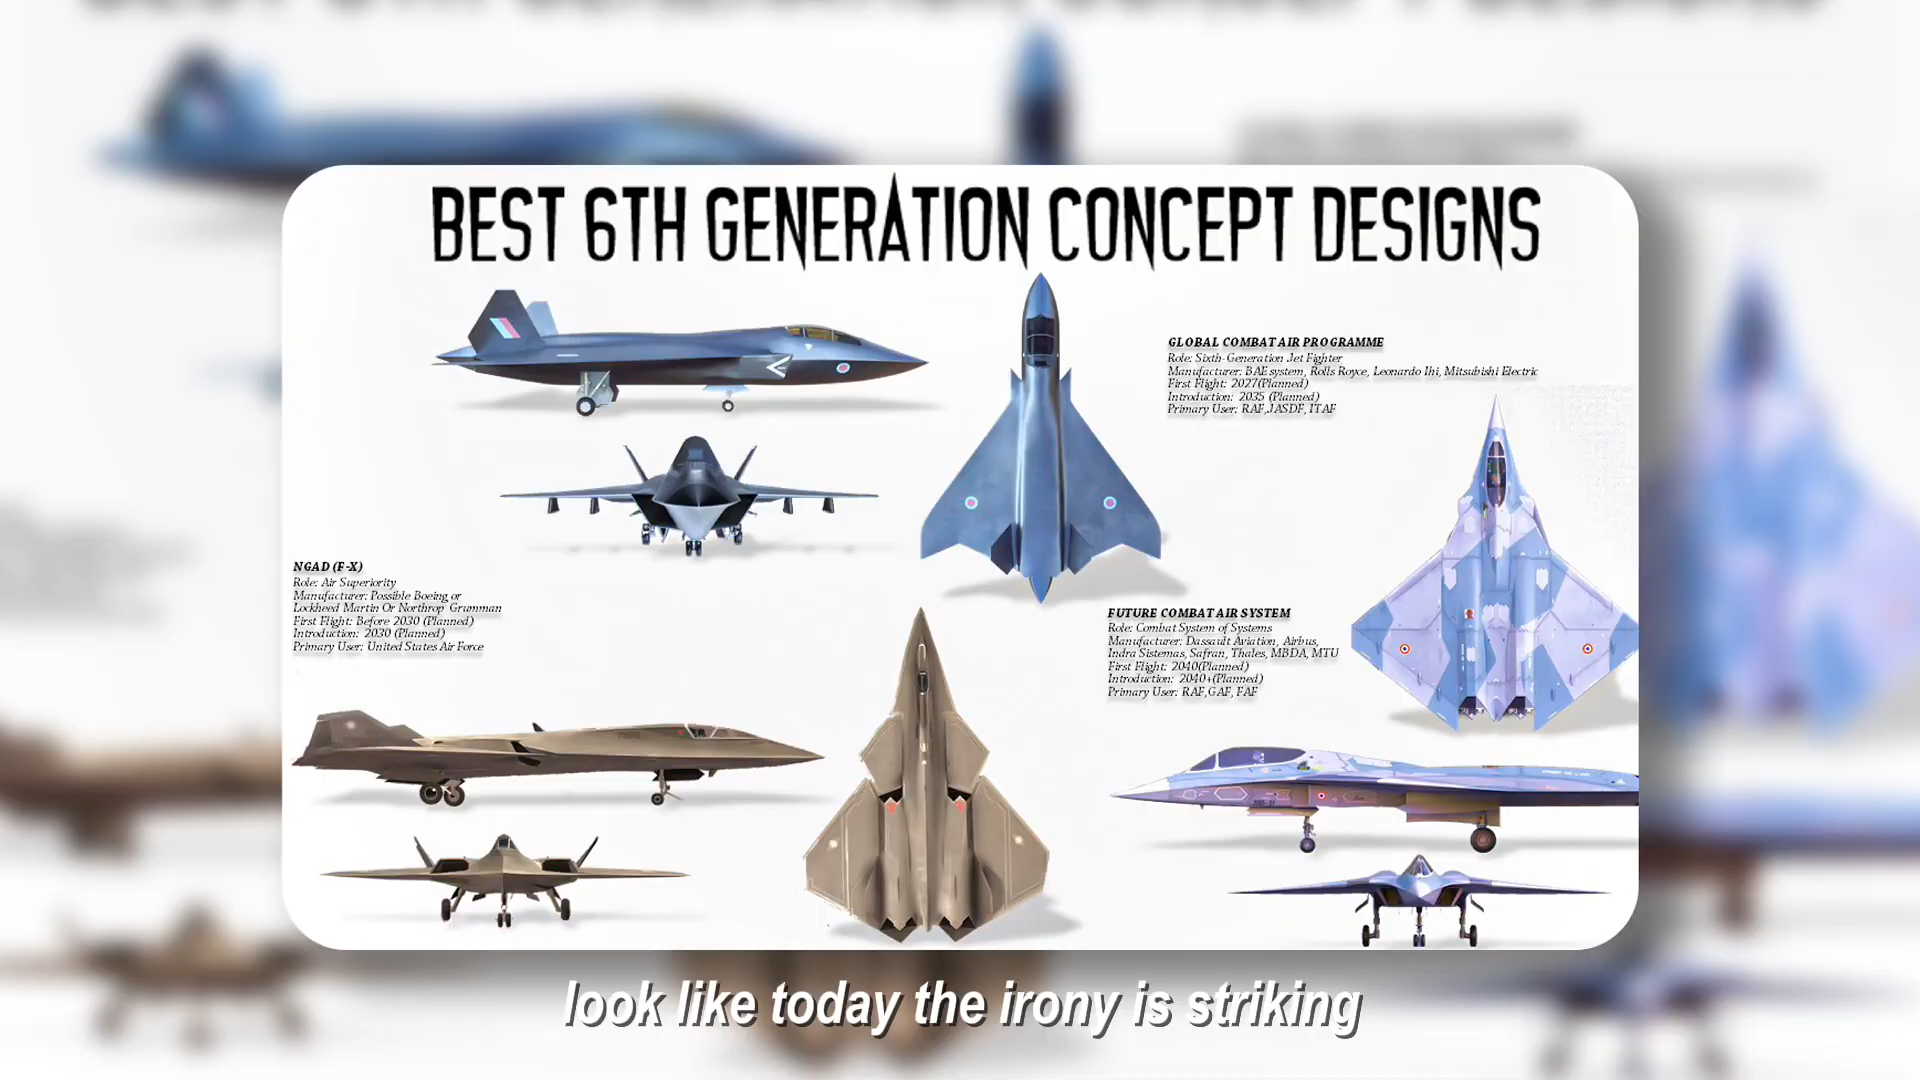 BEST 6TH GENERATION CONCEPT DESIGNS
GLOBAL COMBAT AIR PROGRAMME
Role: Sixth-Generation Jet Fighter
Manufacturer: BAE system, Rolls Royce, Leonardo Ihi, Mitsubishi Electric
First Flight: 2027(Planned)
Introduction: 2035 (Planned)
Primary User: RAF,JASDF, ITAF
NGAD (F-X)
Role: Air Superiority
Manufacturer: Possible Boeing or
Lockheed Martin Or Northrop Grumman
First Flight: Before 2030 (Planned)
Introduction: 2030 (Planned)
Primary User: United States Air Force
FUTURE COMBAT AIR SYSTEM
Role: Combat System of Systems
Manufacturer: Dassault Aviation, Airbus,
Indra Sistemas, Safran, Thales, MBDA, MTU
First Flight: 2040(Planned)
Introduction: 2040+(Planned)
Primary User: RAF, GAF, FAF
look like today the irony is striking